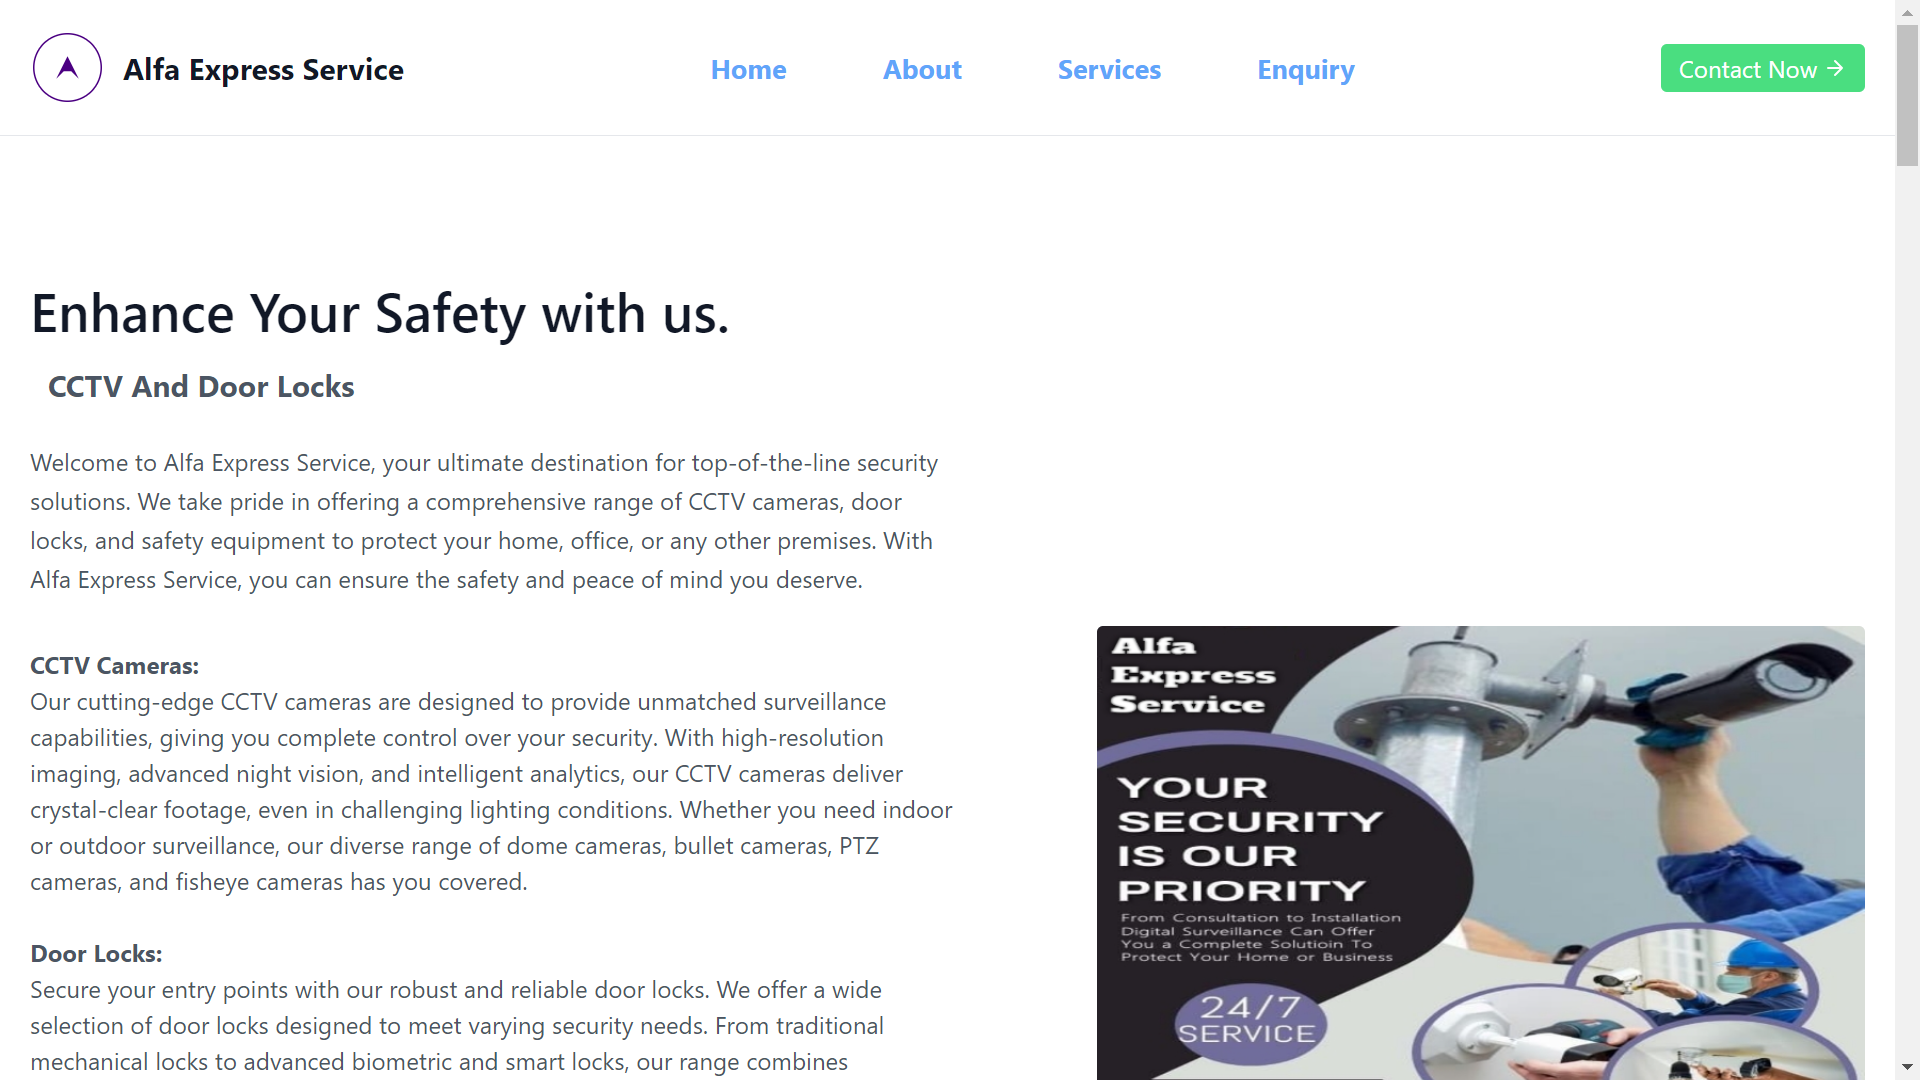 Alfa Express Service
Home
About
Services
Enquiry
Contact Now →
Enhance Your Safety with us.
CCTV And Door Locks
Welcome to Alfa Express Service, your ultimate destination for top-of-the-line security
solutions. We take pride in offering a comprehensive range of CCTV cameras, door
locks, and safety equipment to protect your home, office, or any other premises. With
Alfa Express Service, you can ensure the safety and peace of mind you deserve.
CCTV Cameras:
Our cutting-edge CCTV cameras are designed to provide unmatched surveillance
capabilities, giving you complete control over your security. With high-resolution
imaging, advanced night vision, and intelligent analytics, our CCTV cameras deliver
crystal-clear footage, even in challenging lighting conditions. Whether you need indoor
or outdoor surveillance, our diverse range of dome cameras, bullet cameras, PTZ
cameras, and fisheye cameras has you covered.
Door Locks:
Secure your entry points with our robust and reliable door locks. We offer a wide
selection of door locks designed to meet varying security needs. From traditional
mechanical locks to advanced biometric and smart locks, our range combines
Alfa
Express
Service
YOUR
SECURITY
IS OUR
PRIORITY
From Consultation to Installation
Digital Surveillance Can Offer
You a Complete Solutioin To
Protect Your Home or Business
24/7
SERVICE